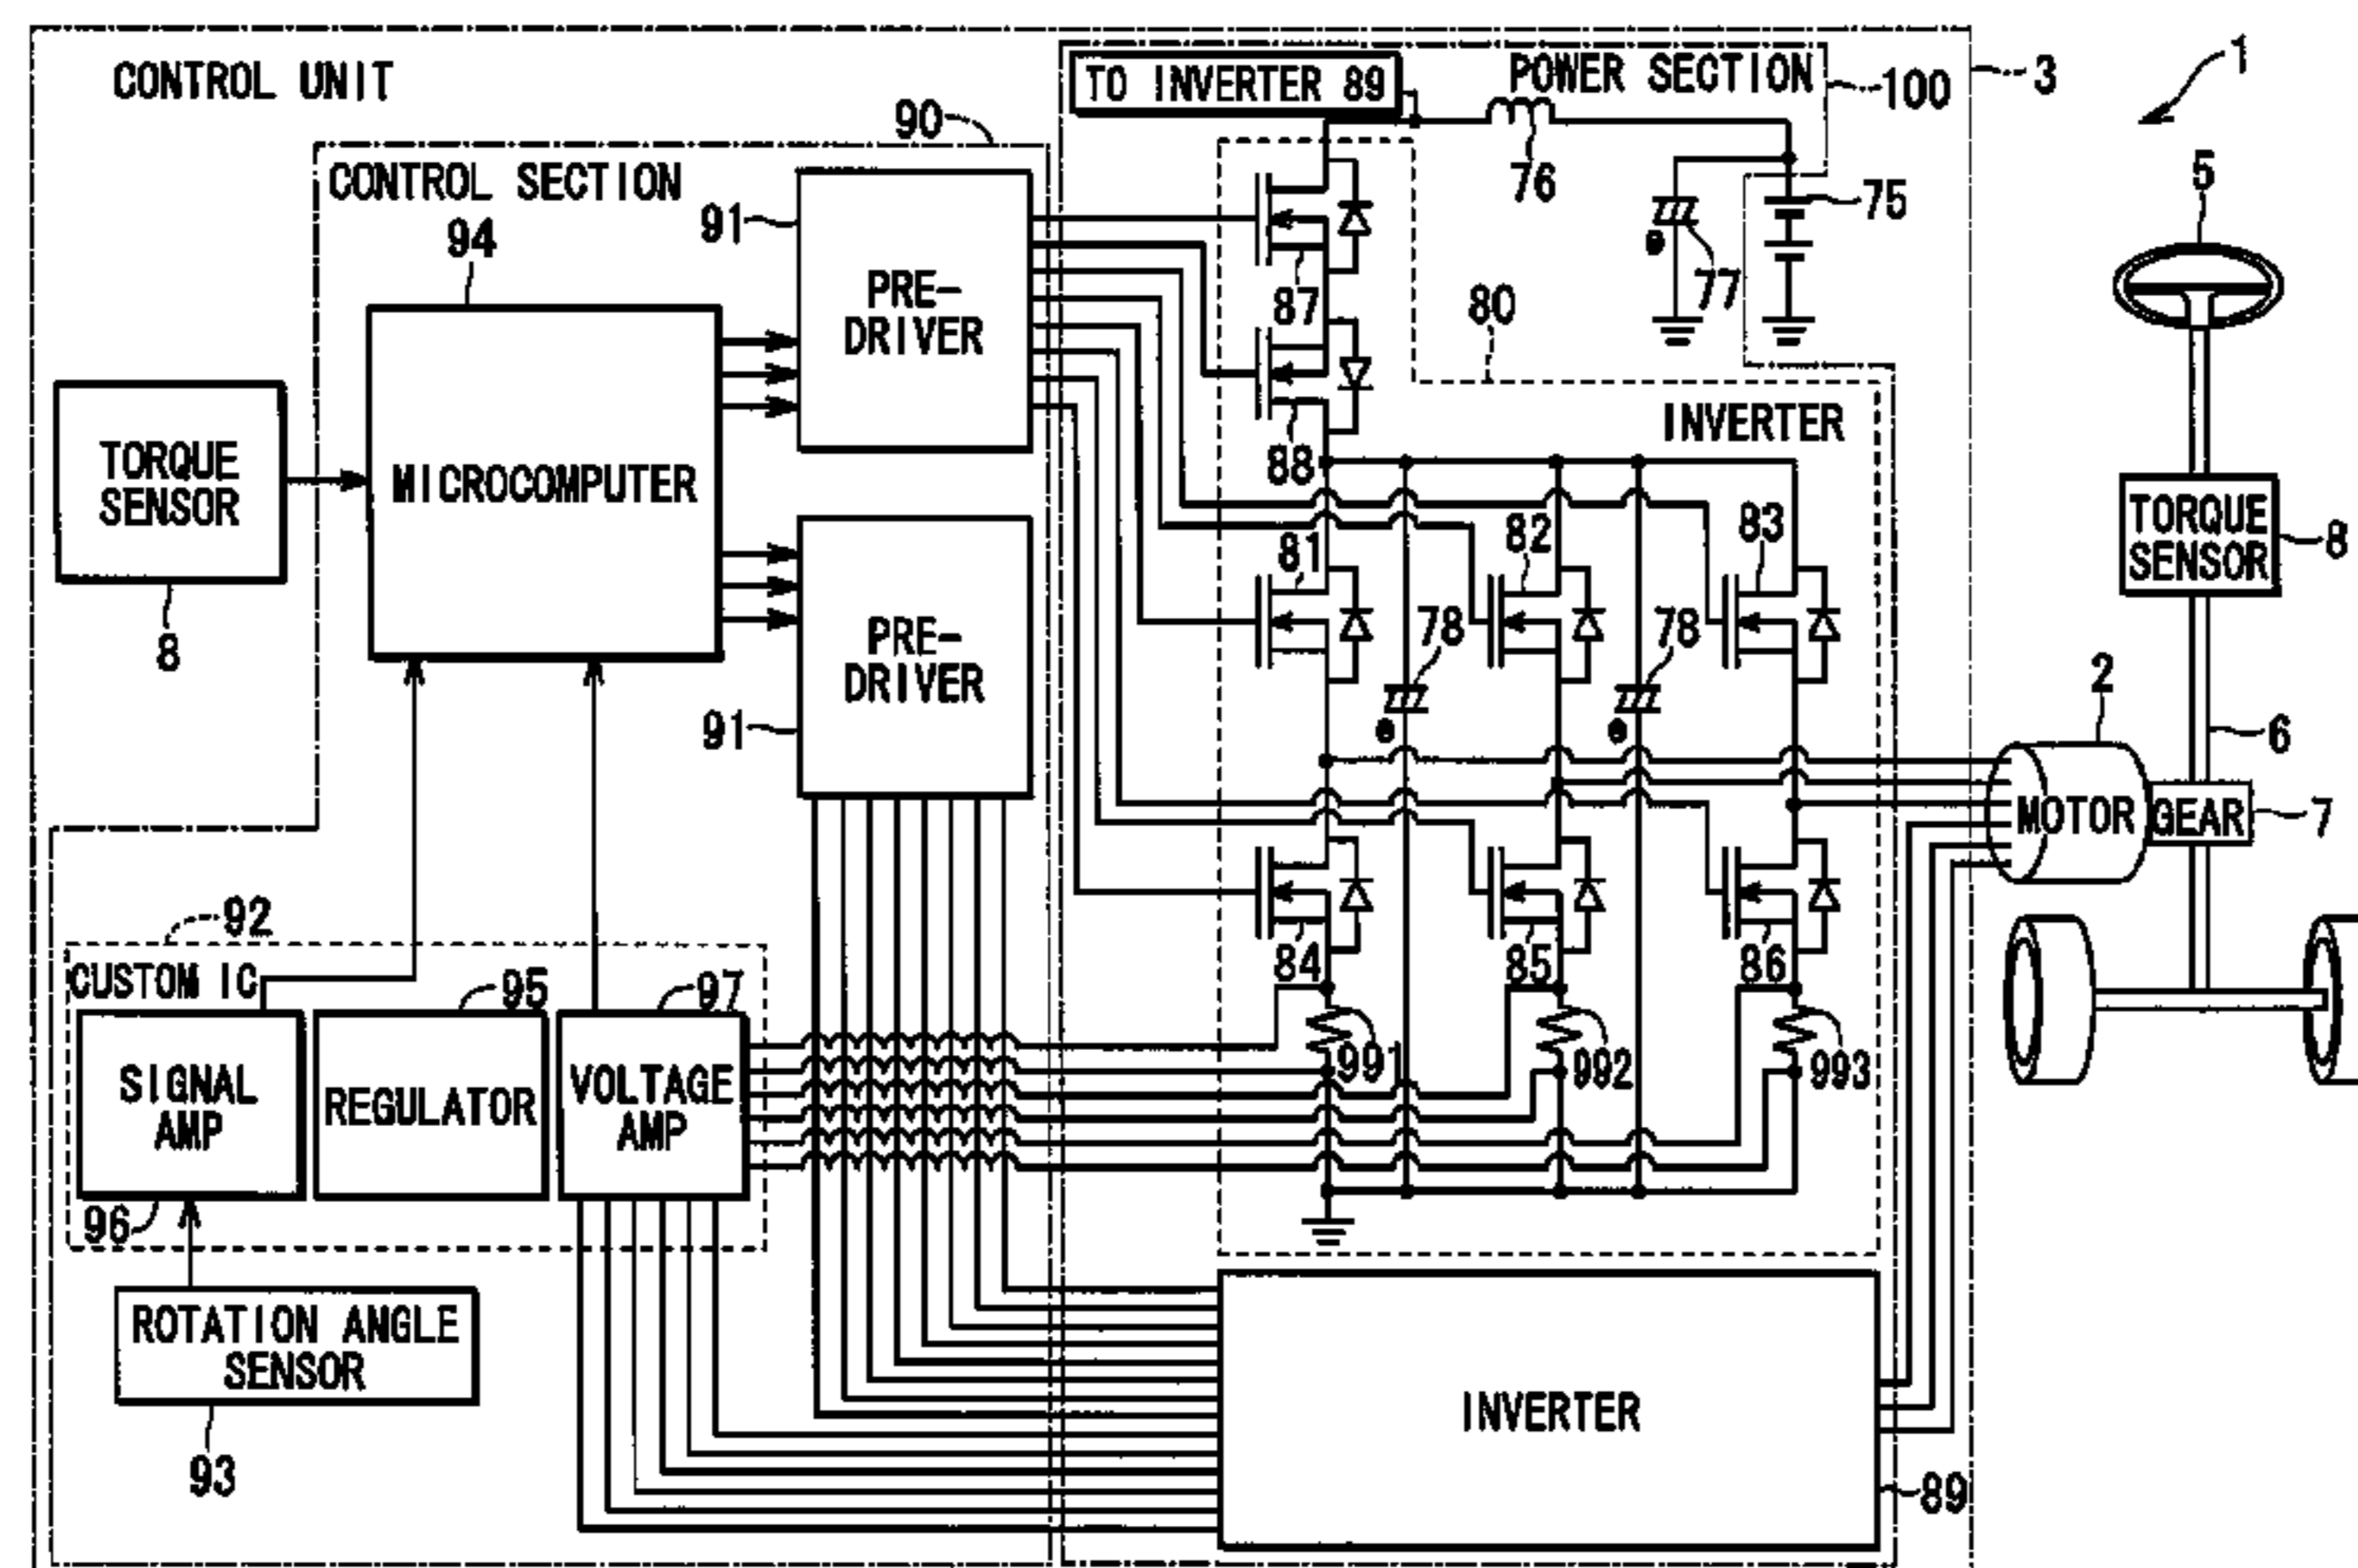 CONTROL UNIT
TO INVERTER 89
POWER SECTION
100
3
1
90
CONTROL SECTION
94
91
PRE-
DRIVER
76
77
75
5
87
80
88
INVERTER
TORQUE
SENSOR
8
MICROCOMPUTER
PRE-
DRIVER
91
81
82
83
78
78
TORQUE
SENSOR
8
2
6
MOTOR
GEAR
7
92
CUSTOM IC
95
97
84
85
86
SIGNAL
AMP
96
REGULATOR
VOLTAGE
AMP
991
992
993
ROTATION ANGLE
SENSOR
93
INVERTER
89